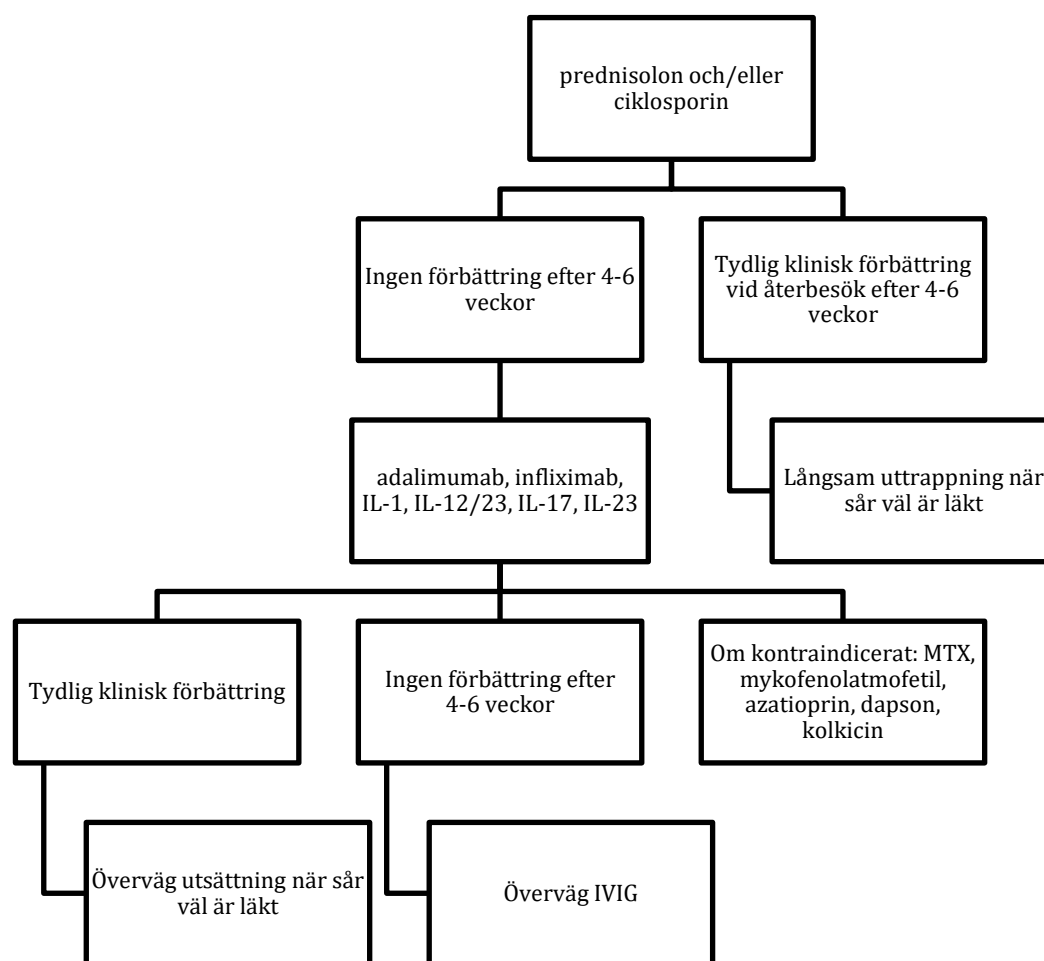 prednisolon och/eller
ciklosporin
Ingen förbättring efter 4-6
veckor
Tydlig klinisk förbättring
vid återbesök efter 4-6
veckor
adalimumab, infliximab,
IL-1, IL-12/23, IL-17, IL-23
Långsam uttrappning när
sår väl är läkt
Tydlig klinisk förbättring
Ingen förbättring efter
4-6 veckor
Om kontraindicerat: MTX,
mykofenolatmofetil,
azatioprin, dapson,
kolkicin
Överväg utsättning när sår
väl är läkt
Överväg IVIG